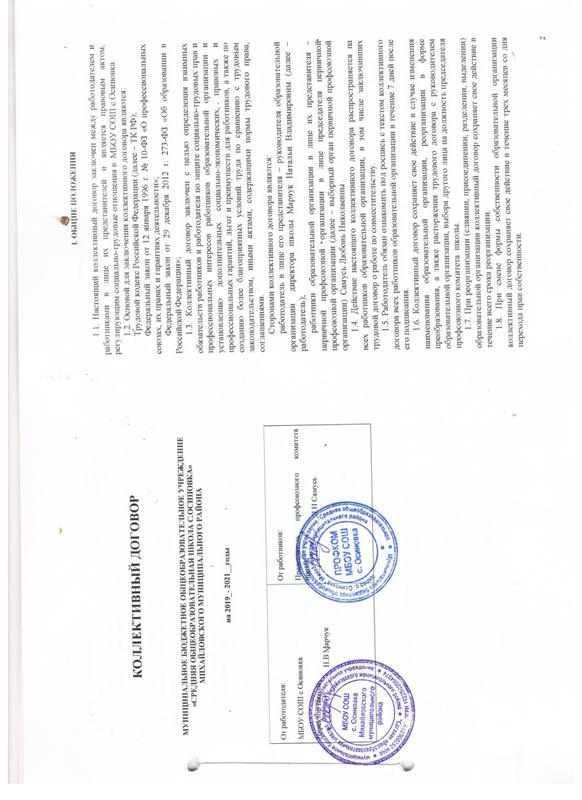 КОЛЛЕКТИВНЫЙ ДОГОВОР
МУНИЦИПАЛЬНОЕ БЮДЖЕТНОЕ ОБЩЕОБРАЗОВАТЕЛЬНОЕ УЧРЕЖДЕНИЕ
«СРЕДНЯЯ ОБЩЕОБРАЗОВАТЕЛЬНАЯ ШКОЛА С.ОСИНОВКА»
МИХАЙЛОВСКОГО МУНИЦИПАЛЬНОГО РАЙОНА
на 2019_- 2021__годы
От работодателя:
МБОУ СОШ с.Осиновка
Н.В.Марчук
МБОУ СОШ
с. Осиновка
Михайловского
муниципального
района
От работников:
профсоюзного комитета
Л.Н.Самусь
ПРОФКОМ
МБОУ СОШ
с. Осиновка
I. ОБЩИЕ ПОЛОЖЕНИЯ
1.1. Настоящий коллективный договор заключен между работодателем и
работниками в лице их представителей и является правовым актом,
регулирующим социально-трудовые отношения в МБОУ СОШ с.Осиновка
1.2. Основой для заключения коллективного договора являются:
Трудовой кодекс Российской Федерации (далее – ТК РФ);
Федеральный закон от 12 января 1996 г. № 10-ФЗ «О профессиональных
союзах, их правах и гарантиях деятельности»;
Федеральный закон от 29 декабря 2012 г. 273-ФЗ «Об образовании в
Российской Федерации»;
1.3. Коллективный договор заключен с целью определения взаимных
обязательств работников и работодателя по защите социально-трудовых прав и
профессиональных интересов работников образовательной организации и
установлению дополнительных социально-экономических, правовых и
профессиональных гарантий, льгот и преимуществ для работников, а также по
созданию более благоприятных условий труда по сравнению с трудовым
законодательством, иными актами, содержащими нормы трудового права,
соглашениями.
Сторонами коллективного договора являются:
работодатель в лице его представителя – руководителя образовательной
организации директора школы Марчук Натальи Владимировны (далее –
работодатель);
работники образовательной организации в лице их представителя –
первичной профсоюзной организации в лице председателя первичной
профсоюзной организации (далее – выборный орган первичной профсоюзной
организации) Самусь Любовь Николаевны ;
1.4. Действие настоящего коллективного договора распространяется на
всех работников образовательной организации, в том числе заключивших
трудовой договор о работе по совместительству.
1.5. Работодатель обязан ознакомить под роспись с текстом коллективного
договора всех работников образовательной организации в течение 7 дней после
его подписания.
1.6. Коллективный договор сохраняет свое действие в случае изменения
наименования образовательной организации, реорганизации в форме
преобразования, а также расторжения трудового договора с руководителем
образовательной организации, выбора другого лица на должность председателя
профсоюзного комитета школы.
1.7. При реорганизации (слиянии, присоединении, разделении, выделении)
образовательной организации коллективный договор сохраняет свое действие в
течение всего срока реорганизации.
1.8. При смене формы собственности образовательной организации
коллективный договор сохраняет свое действие в течение трех месяцев со дня
перехода прав собственности.
2